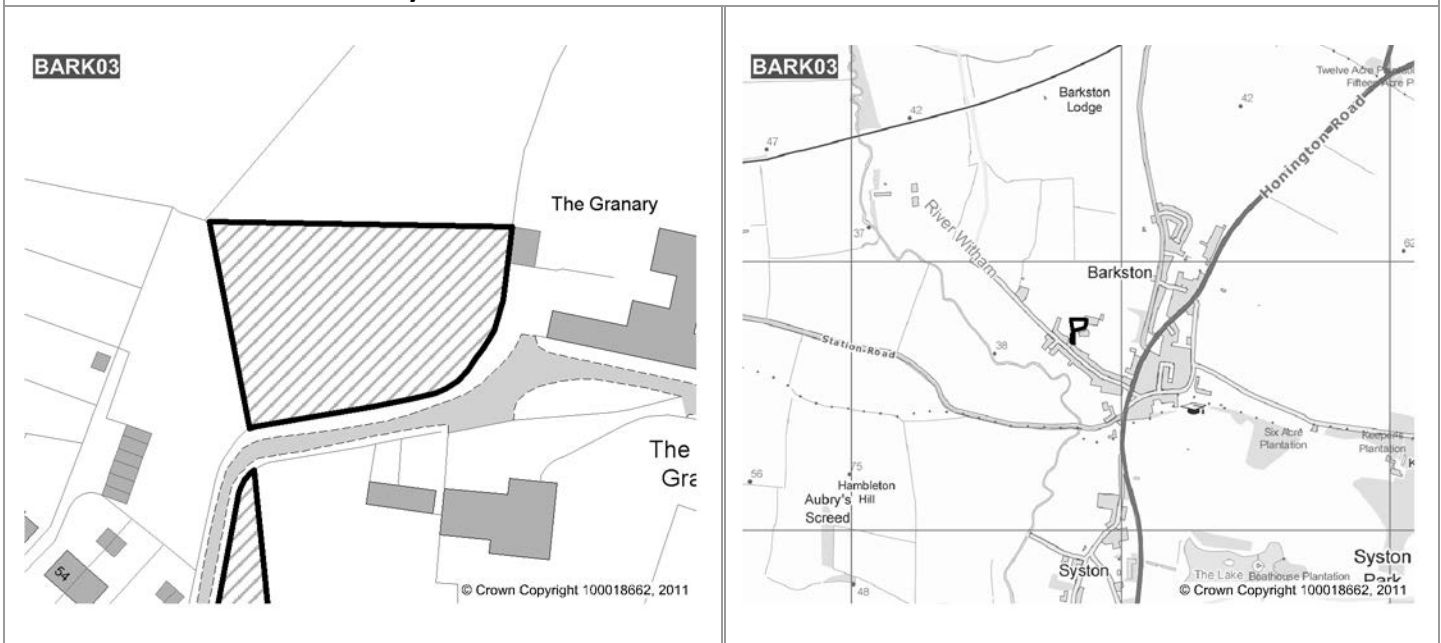 BARK03
The Granary
The
Gra
54
© Crown Copyright 100018662, 2011
BARK03
Twelve Acre
Fifteen Acre P
Barkston
Lodge
42
42
47
Honington Road
River Witham
37
62
Barkston
Station Road
38
Six Acre
Plantation
Keeper's
Plantation
K
56
75
Hambleton
Hill
Aubry's
Screed
Syston
Syston
Park
The Lake
Boathouse Plantation
48
© Crown Copyright 100018662, 2011